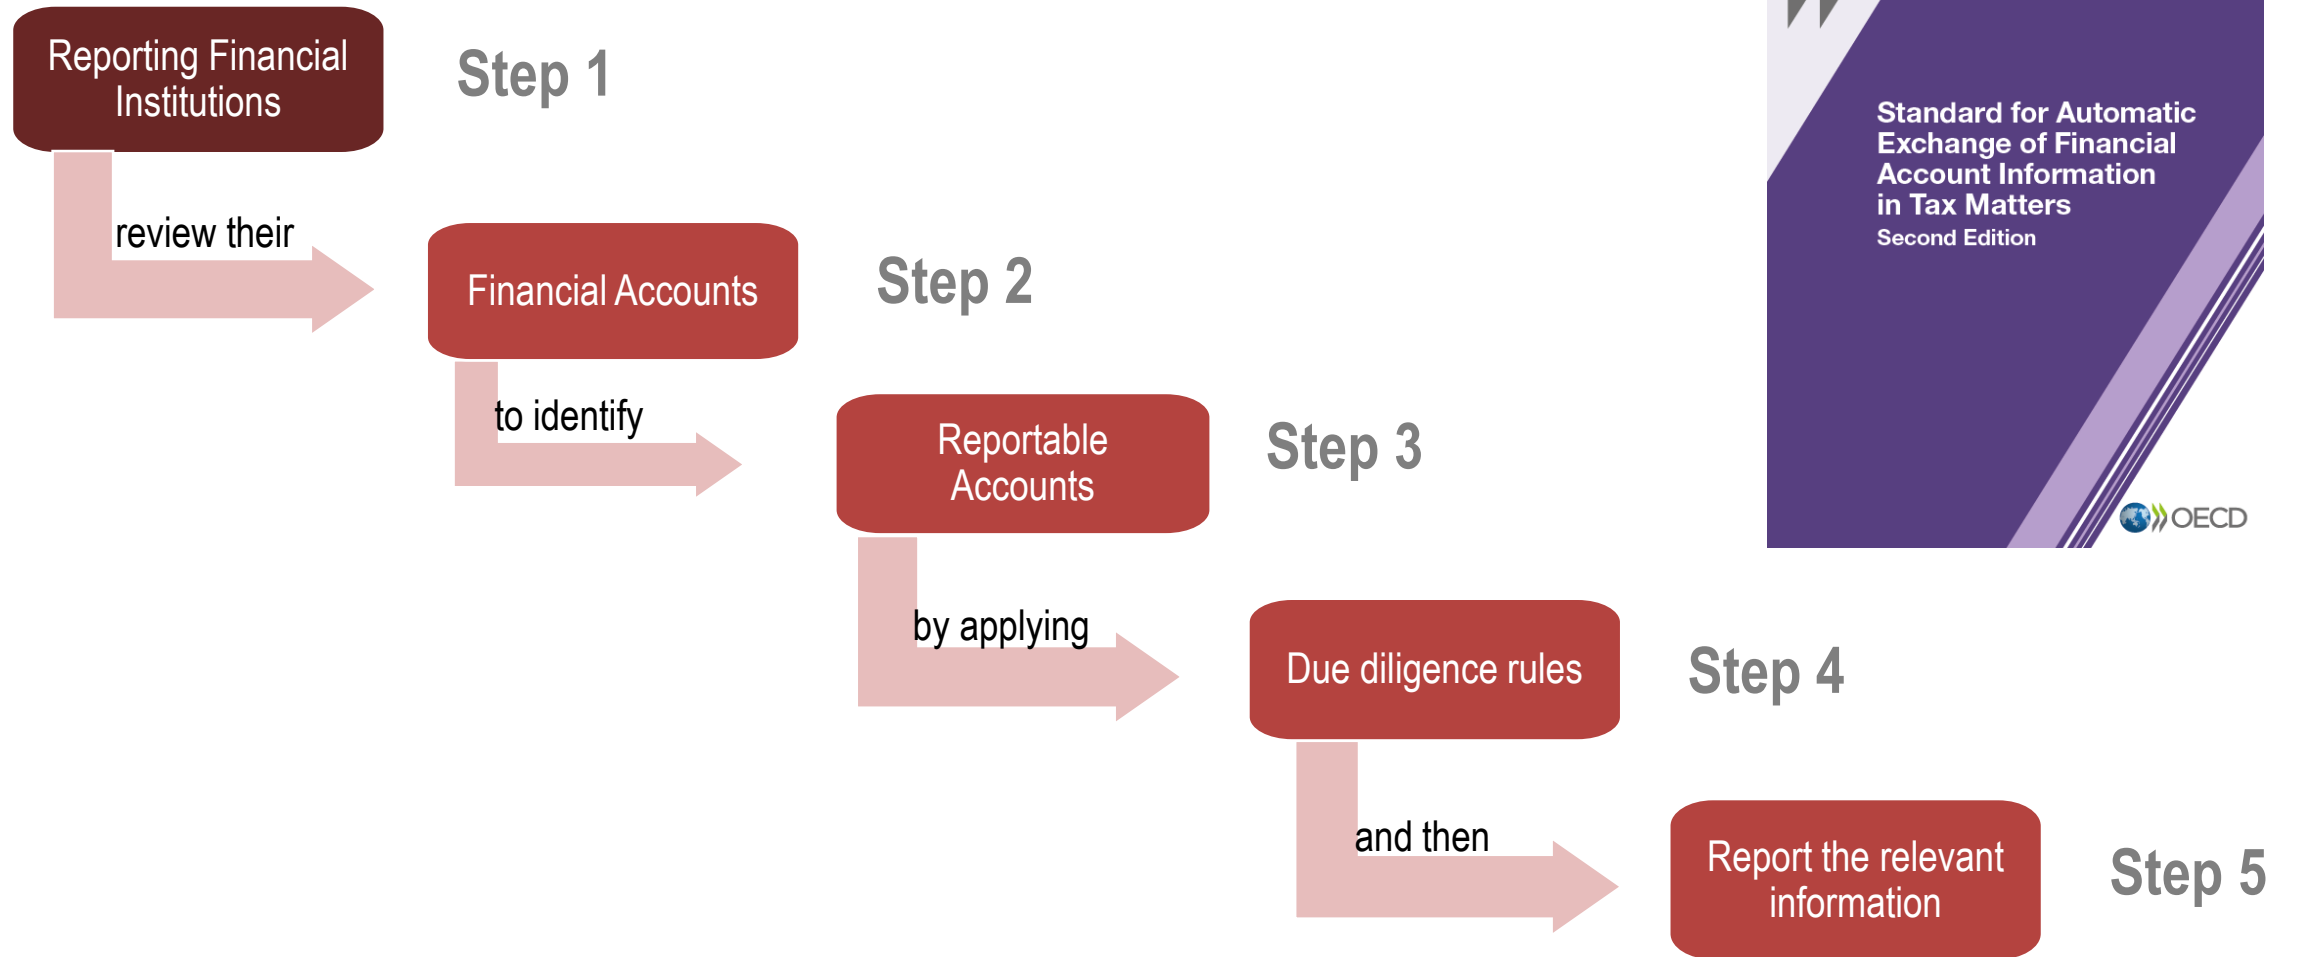 Reporting Financial
Institutions
Step 1
review their
Financial Accounts
Step 2
to identify
Reportable
Accounts
Step 3
by applying
Due diligence rules
Step 4
and then
Report the relevant
information
Step 5
Standard for Automatic
Exchange of Financial
Account Information
in Tax Matters
Second Edition
OECD